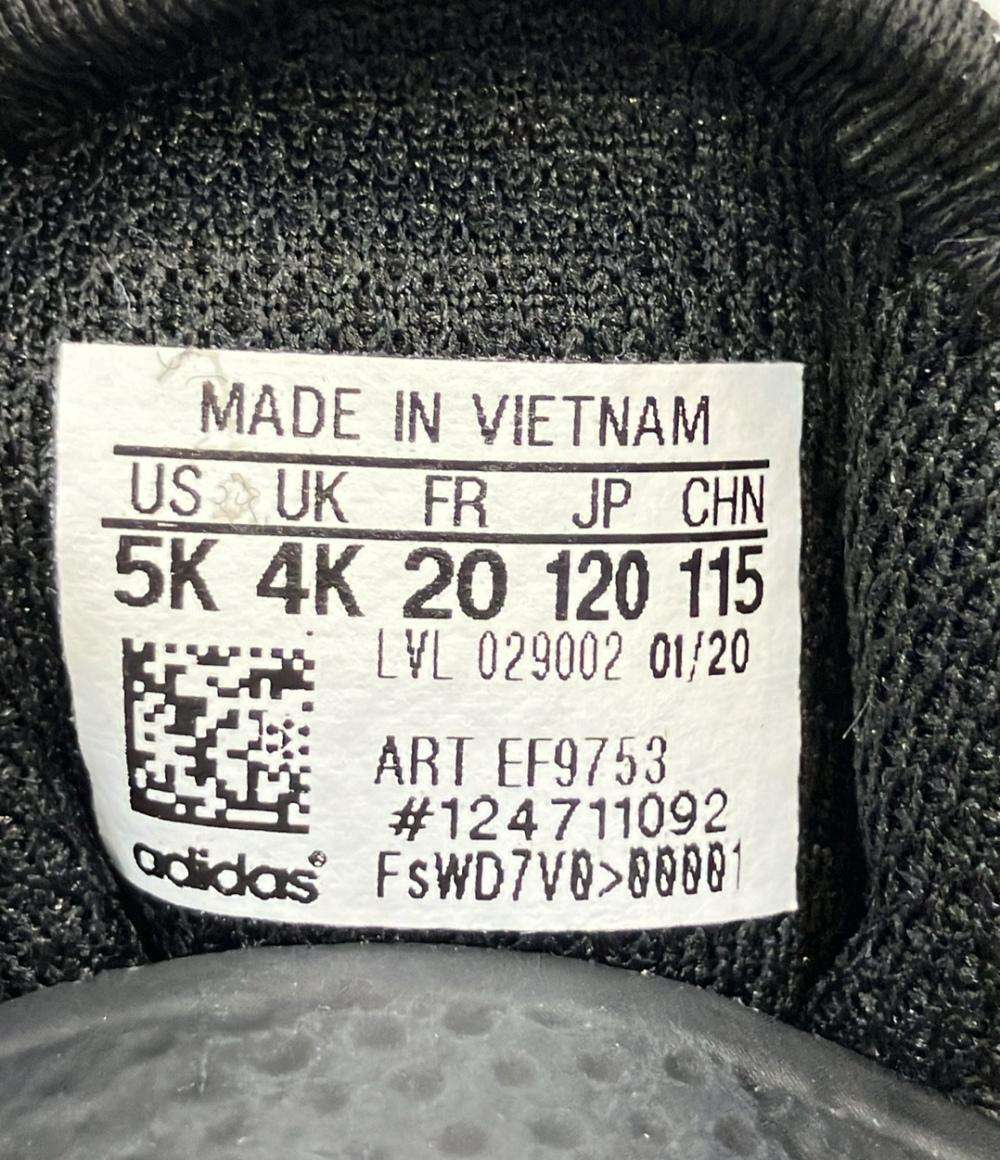 MADE IN VIETNAM
US UK FR JP CHN
5K 4K 20 120 115
LVL 029002 01/20
ART EF9753
#124711092
adidas® FsWD7V0>00001